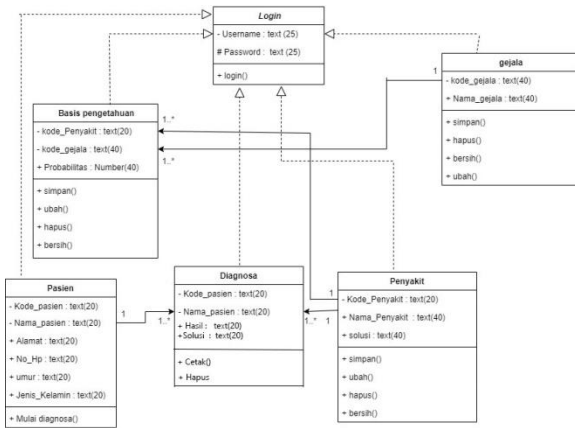 Login
- Username : text (25)
# Password : text (25)
+ login()
gejala
- kode_gejala : text(40)
+ Nama_gejala : text(40)
+ simpan()
+ hapus()
+ bersih()
+ ubah()
1
Basis pengetahuan
- kode_Penyakit : text(20)
- kode_gejala : text(40)
+ Probabilitas : Number(40)
+ simpan()
+ ubah()
+ hapus()
+ bersih()
1..*
1..*
Pasien
- Kode_pasien : text(20)
- Nama_pasien : text(20)
+ Alamat : text(20)
+ No_Hp : text(20)
+ umur : text(20)
+ Jenis_Kelamin : text(20)
+ Mulai diagnosa()
1
1..*
Diagnosa
- Kode_pasien : text(20)
- Nama_pasien : text(20)
+ Hasil : text(20)
+Solusi : text(20)
+ Cetak()
+ Hapus
1..*
1
1
Penyakit
- Kode_Penyakit : text(20)
+ Nama_Penyakit : text(40)
+ solusi : text(40)
+ simpan()
+ ubah()
+ hapus()
+ bersih()